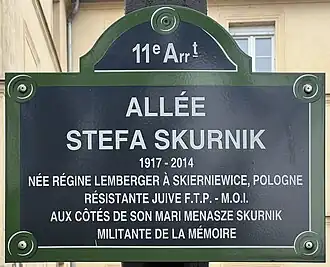 11e Arrt
ALLÉE
STEFA SKURNIK
1917 - 2014
NÉE RÉGINE LEMBERGER À SKIERNIEWICE, POLOGNE
RÉSISTANTE JUIVE F.T.P. - M.O.I.
AUX CÔTÉS DE SON MARI MENASZE SKURNIK
MILITANTE DE LA MÉMOIRE